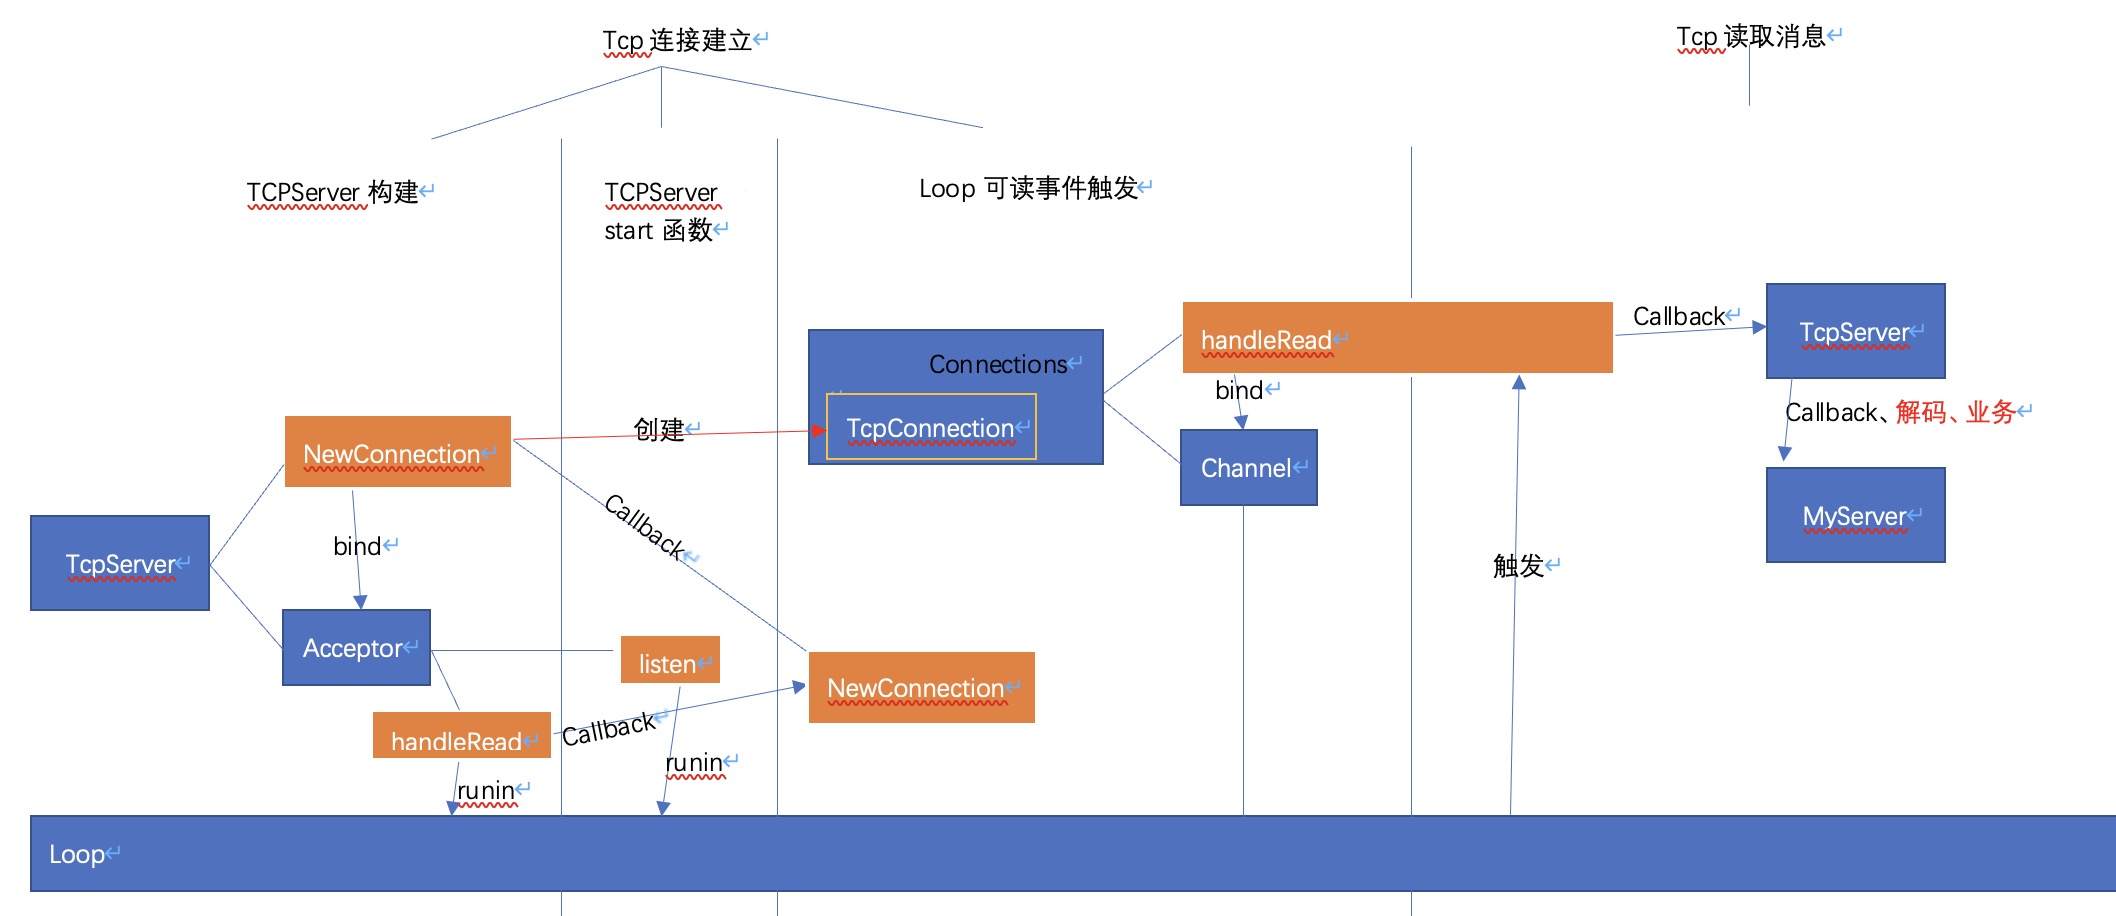 Tcp 连接建立
Tcp 读取消息
TCPServer 构建
TCPServer
start 函数
Loop 可读事件触发
handleRead
Callback
TcpServer
Connections
bind
Callback、解码、业务
NewConnection
创建
TcpConnection
Channel
Callback
MyServer
bind
TcpServer
触发
Acceptor
listen
NewConnection
handleRead
Callback
runin
runin
Loop